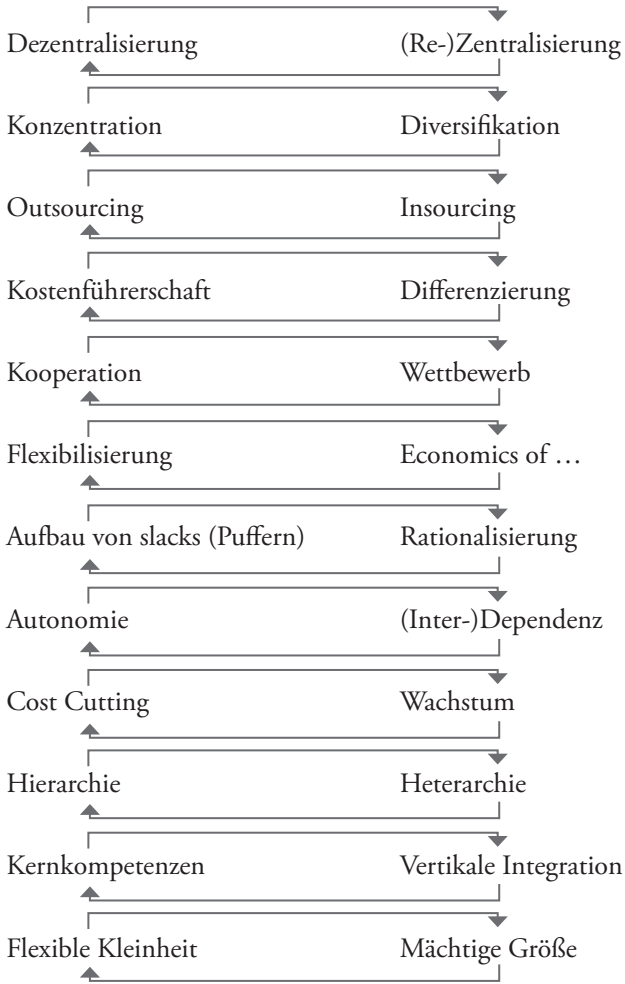 Dezentralisierung (Re-)Zentralisierung
Konzentration Diversifikation
Outsourcing Insourcing
Kostenführerschaft Differenzierung
Kooperation Wettbewerb
Flexibilisierung Economics of …
Aufbau von slacks (Puffern) Rationalisierung
Autonomie (Inter-)Dependenz
Cost Cutting Wachstum
Hierarchie Heterarchie
Kernkompetenzen Vertikale Integration
Flexible Kleinheit Mächtige Größe